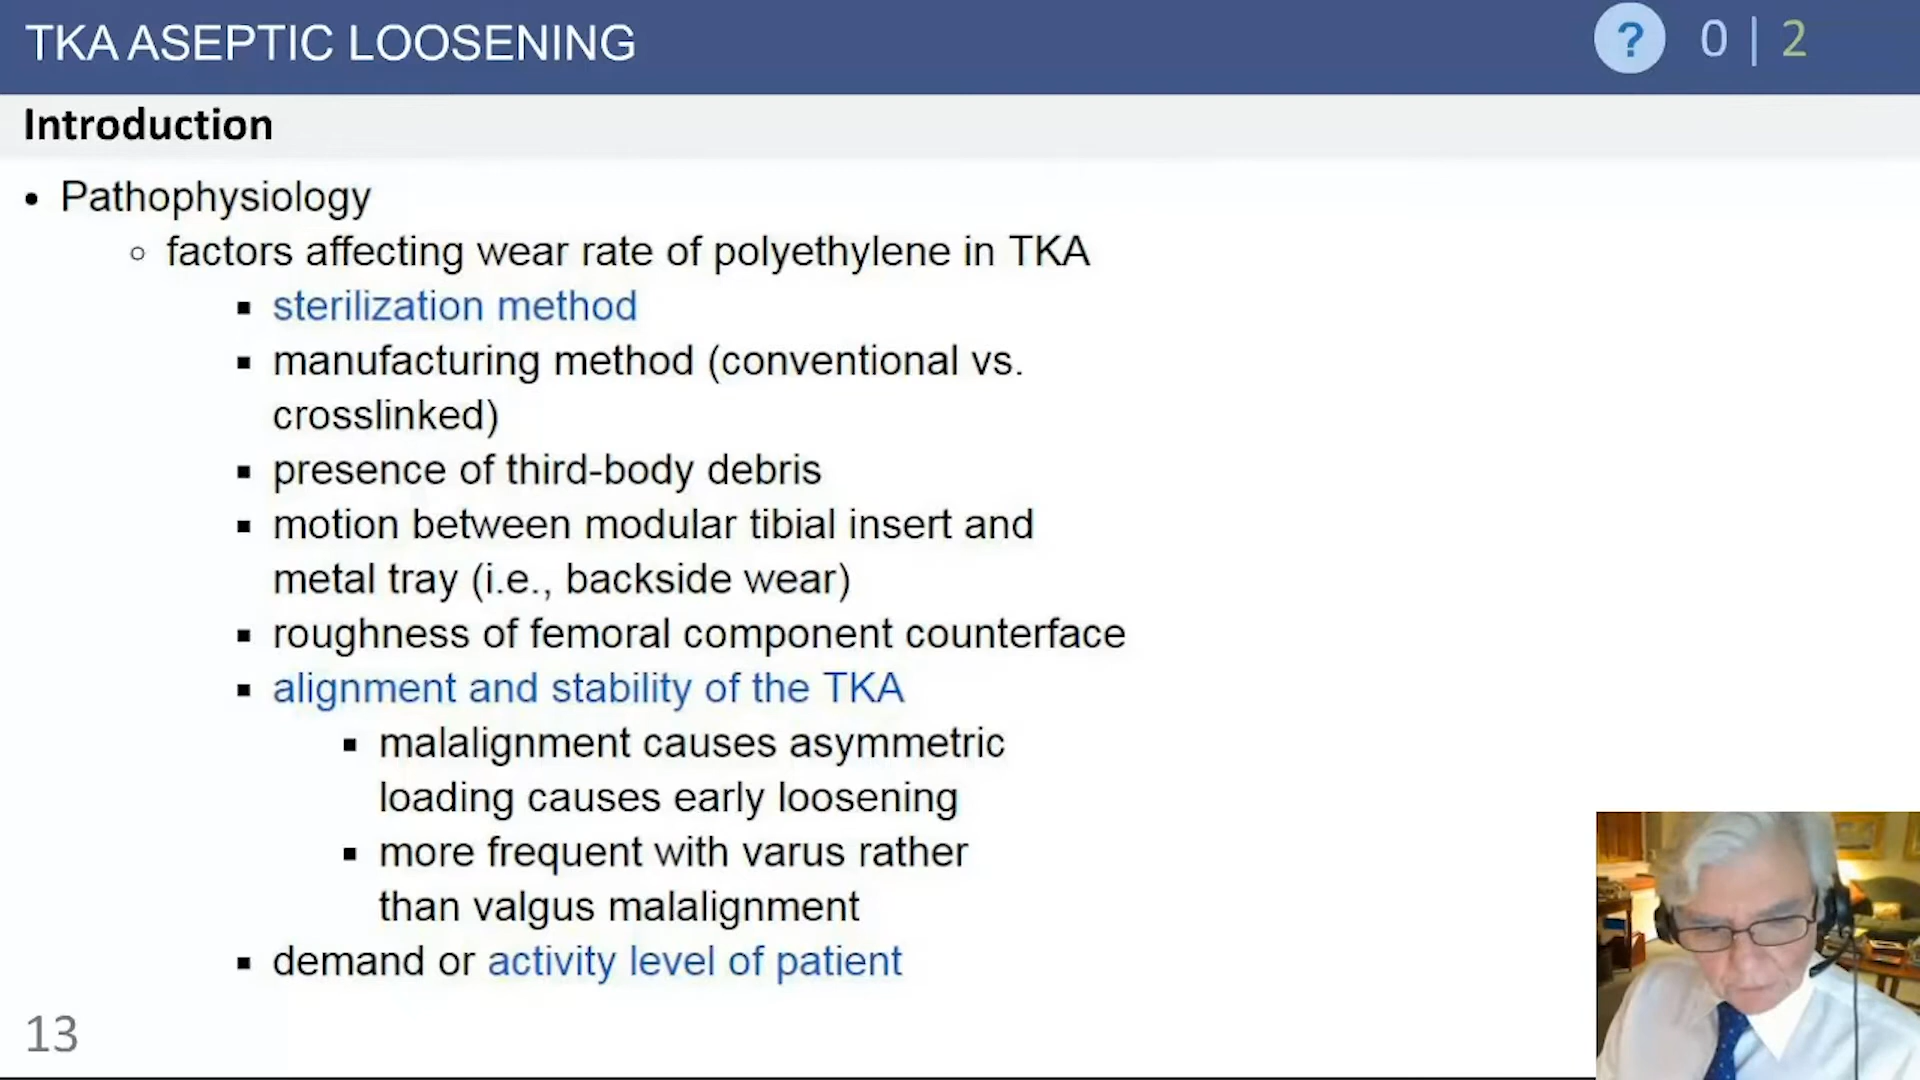 TKA ASEPTIC LOOSENING
? 0 | 2
Introduction
• Pathophysiology
○ factors affecting wear rate of polyethylene in TKA
▪ sterilization method
▪ manufacturing method (conventional vs.
crosslinked)
▪ presence of third-body debris
▪ motion between modular tibial insert and
metal tray (i.e., backside wear)
▪ roughness of femoral component counterface
▪ alignment and stability of the TKA
▪ malalignment causes asymmetric
loading causes early loosening
▪ more frequent with varus rather
than valgus malalignment
▪ demand or activity level of patient
13